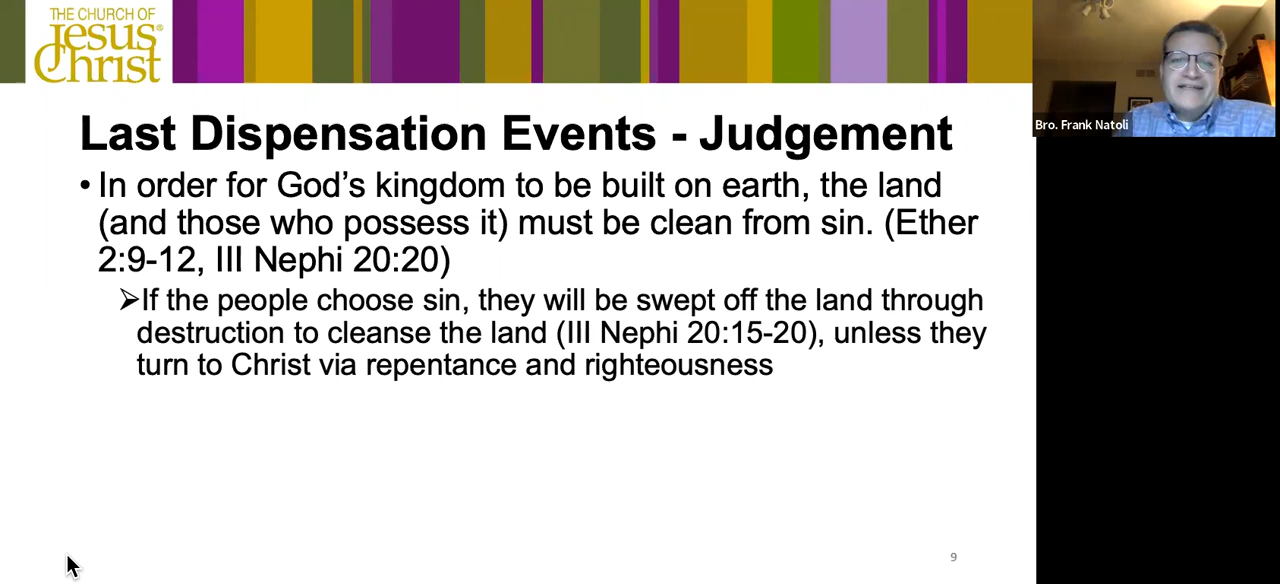 THE CHURCH OF
Jesus®
Christ
Bro. Frank Natoli
Last Dispensation Events - Judgement
• In order for God’s kingdom to be built on earth, the land
(and those who possess it) must be clean from sin. (Ether
2:9-12, III Nephi 20:20)
➢If the people choose sin, they will be swept off the land through
destruction to cleanse the land (III Nephi 20:15-20), unless they
turn to Christ via repentance and righteousness
9